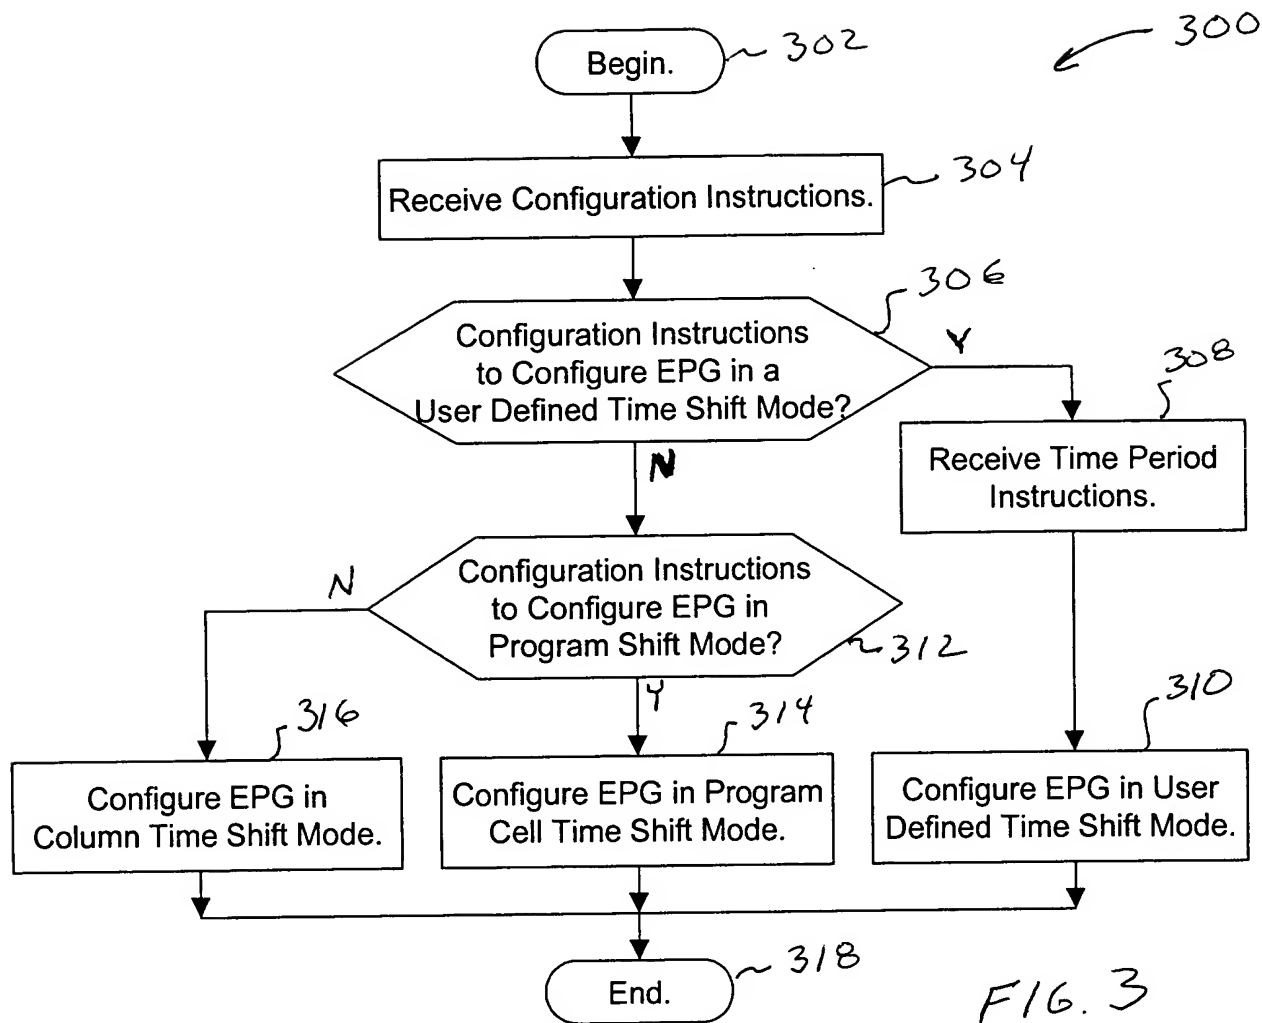 300
Begin.
302
Receive Configuration Instructions.
304
306
Configuration Instructions
to Configure EPG in a
User Defined Time Shift Mode?
Y
N
308
Receive Time Period
Instructions.
Configuration Instructions
to Configure EPG in
Program Shift Mode?
312
N
Y
316
314
310
Configure EPG in
Column Time Shift Mode.
Configure EPG in Program
Cell Time Shift Mode.
Configure EPG in User
Defined Time Shift Mode.
End.
318
FIG. 3